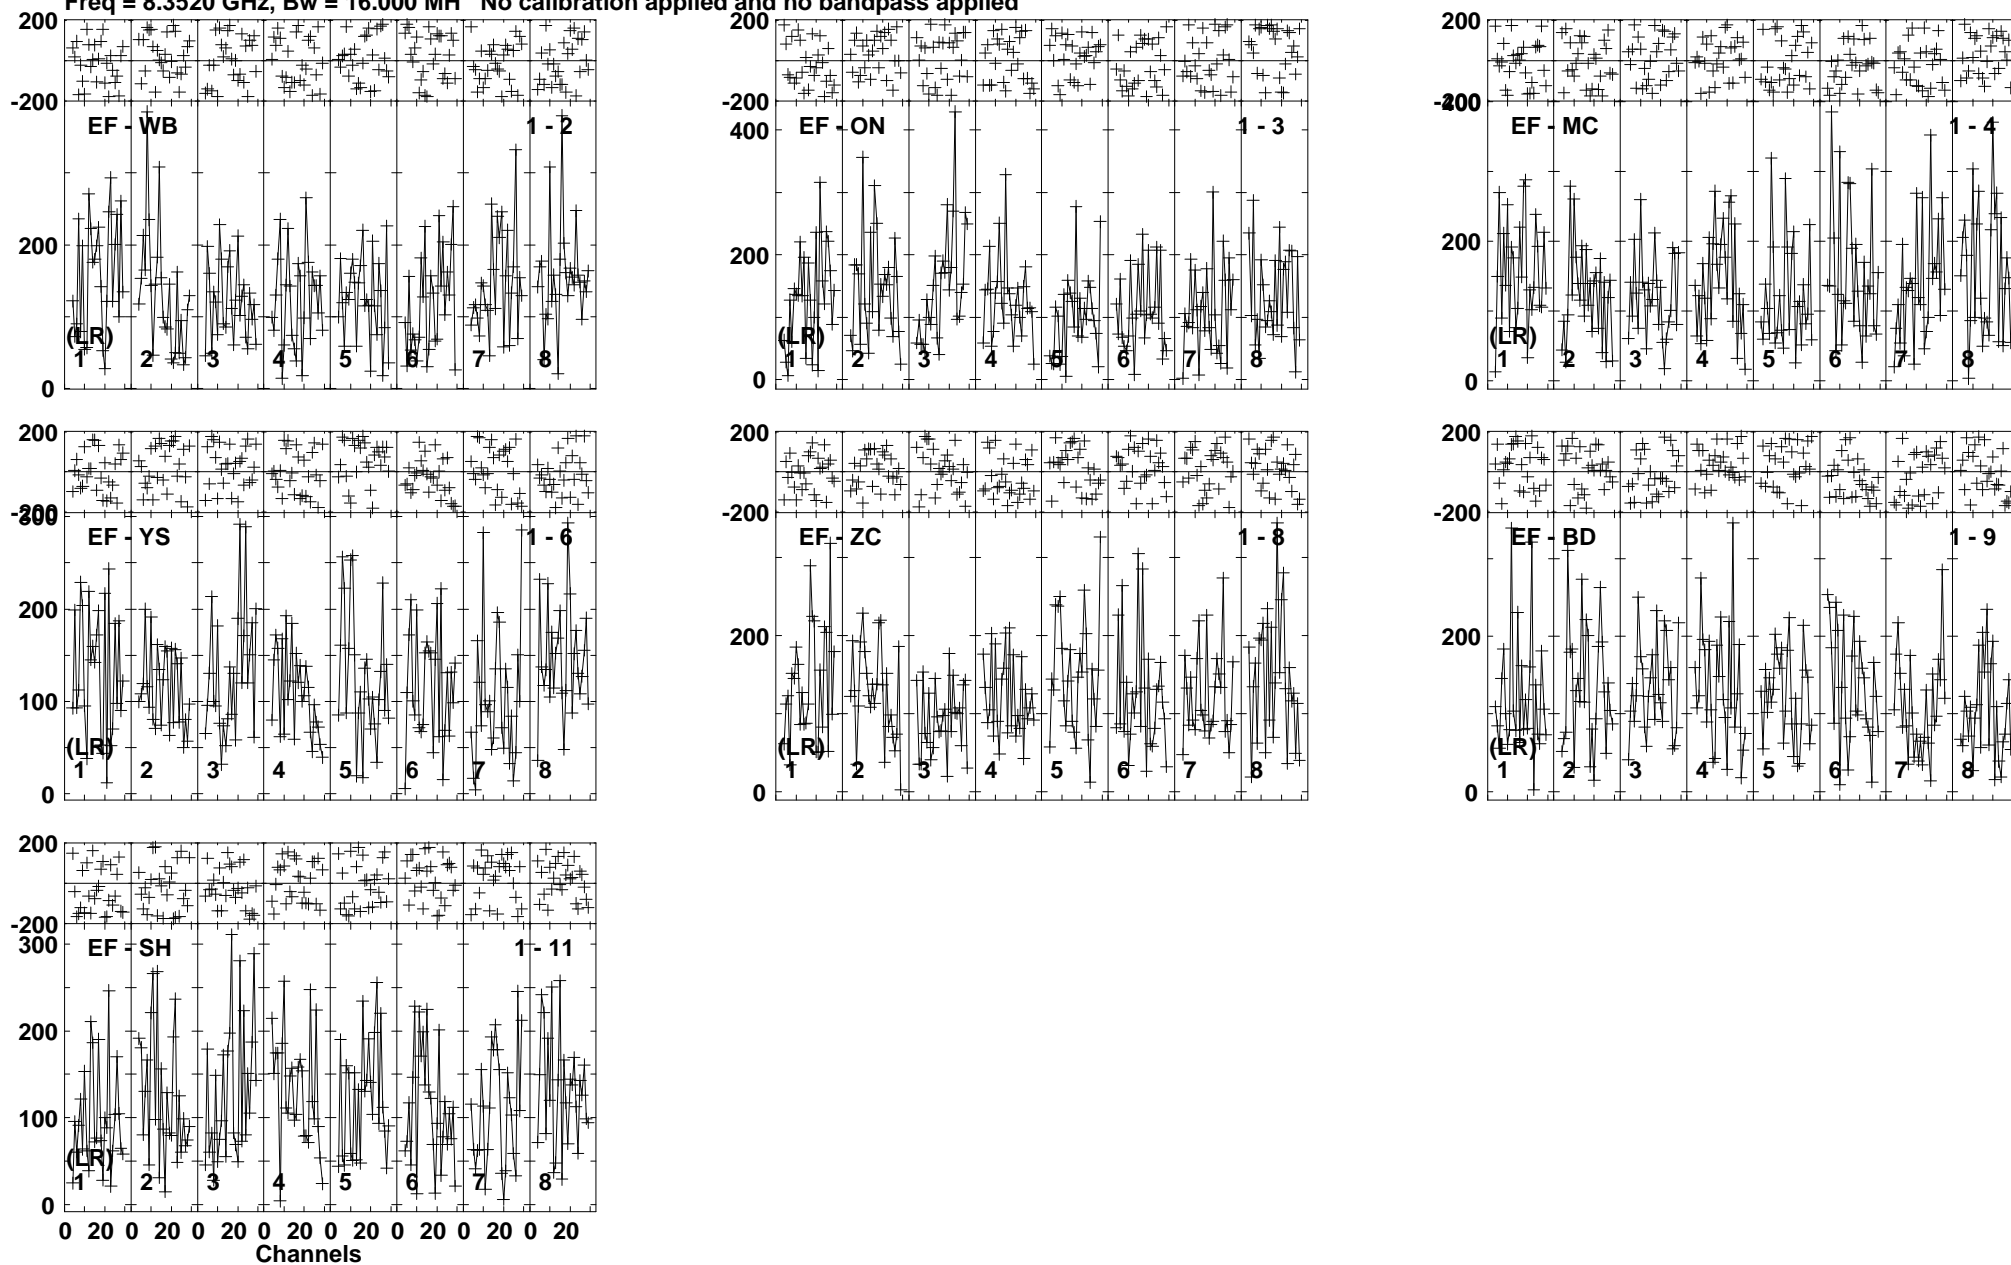 Freq = 8.3520 GHz, Bw = 16.000 MH No calibration applied and no bandpass applied
200 200 200
-200 -200 -200
400
EF - WB 1 - 2 EF - ON 1 - 3 EF - MC 1 - 4
400
200 200 200
(LR) (LR) (LR)
1 2 3 4 5 6 7 8 1 2 3 4 5 6 7 8 1 2 3 4 5 6 7 8
0 0 0
200 200 200
-200 -200 -200
300
EF - YS 1 - 6 EF - ZC 1 - 8 EF - BD 1 - 9
200 200 200
100
(LR) (LR) (LR)
1 2 3 4 5 6 7 8 1 2 3 4 5 6 7 8 1 2 3 4 5 6 7 8
0 0 0
200
-200
300
EF - SH 1 - 11
200
100
(LR)
1 2 3 4 5 6 7 8
0
0 20 0 20 0 20 0 20 0 20 0 20 0 20 0 20
Channels